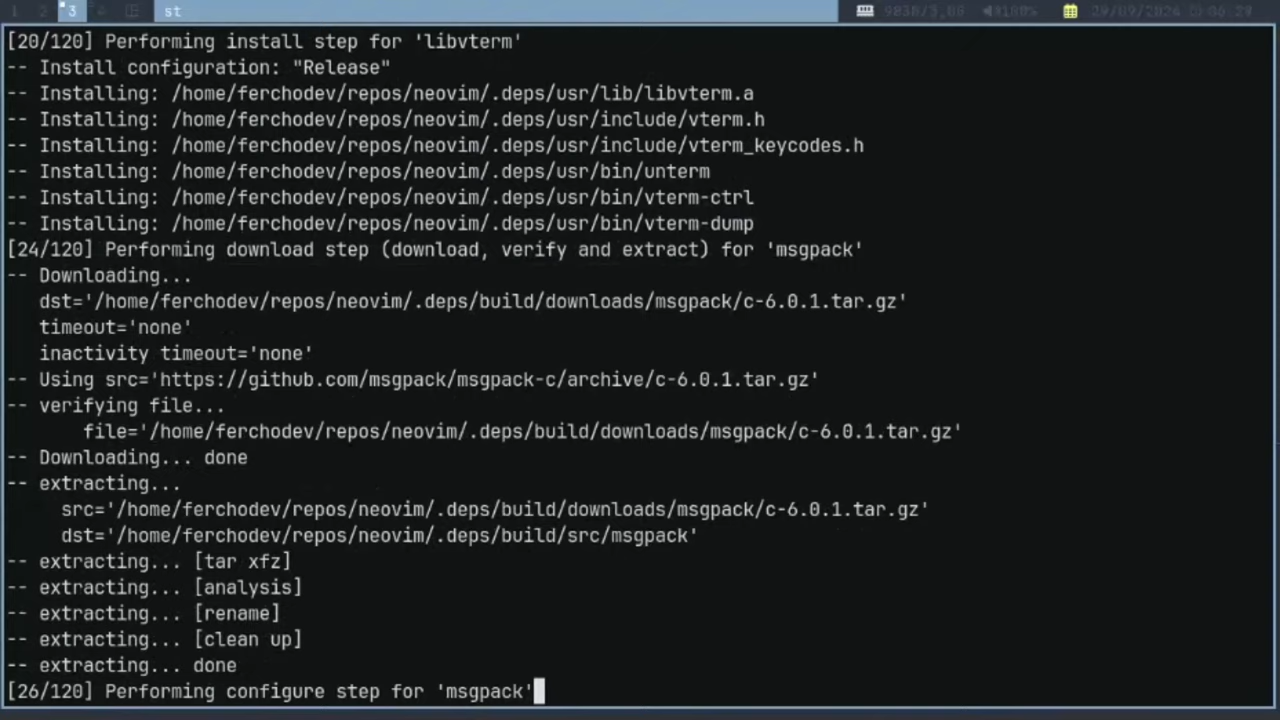 1 2 3 4 st
[20/120] Performing install step for 'libvterm'
-- Install configuration: "Release"
-- Installing: /home/ferchodev/repos/neovim/.deps/usr/lib/libvterm.a
-- Installing: /home/ferchodev/repos/neovim/.deps/usr/include/vterm.h
-- Installing: /home/ferchodev/repos/neovim/.deps/usr/include/vterm_keycodes.h
-- Installing: /home/ferchodev/repos/neovim/.deps/usr/bin/unterm
-- Installing: /home/ferchodev/repos/neovim/.deps/usr/bin/vterm-ctrl
-- Installing: /home/ferchodev/repos/neovim/.deps/usr/bin/vterm-dump
[24/120] Performing download step (download, verify and extract) for 'msgpack'
-- Downloading...
   dst='/home/ferchodev/repos/neovim/.deps/build/downloads/msgpack/c-6.0.1.tar.gz'
   timeout='none'
   inactivity timeout='none'
-- Using src='https://github.com/msgpack/msgpack-c/archive/c-6.0.1.tar.gz'
-- verifying file...
       file='/home/ferchodev/repos/neovim/.deps/build/downloads/msgpack/c-6.0.1.tar.gz'
-- Downloading... done
-- extracting...
     src='/home/ferchodev/repos/neovim/.deps/build/downloads/msgpack/c-6.0.1.tar.gz'
     dst='/home/ferchodev/repos/neovim/.deps/build/src/msgpack'
-- extracting... [tar xfz]
-- extracting... [analysis]
-- extracting... [rename]
-- extracting... [clean up]
-- extracting... done
[26/120] Performing configure step for 'msgpack'